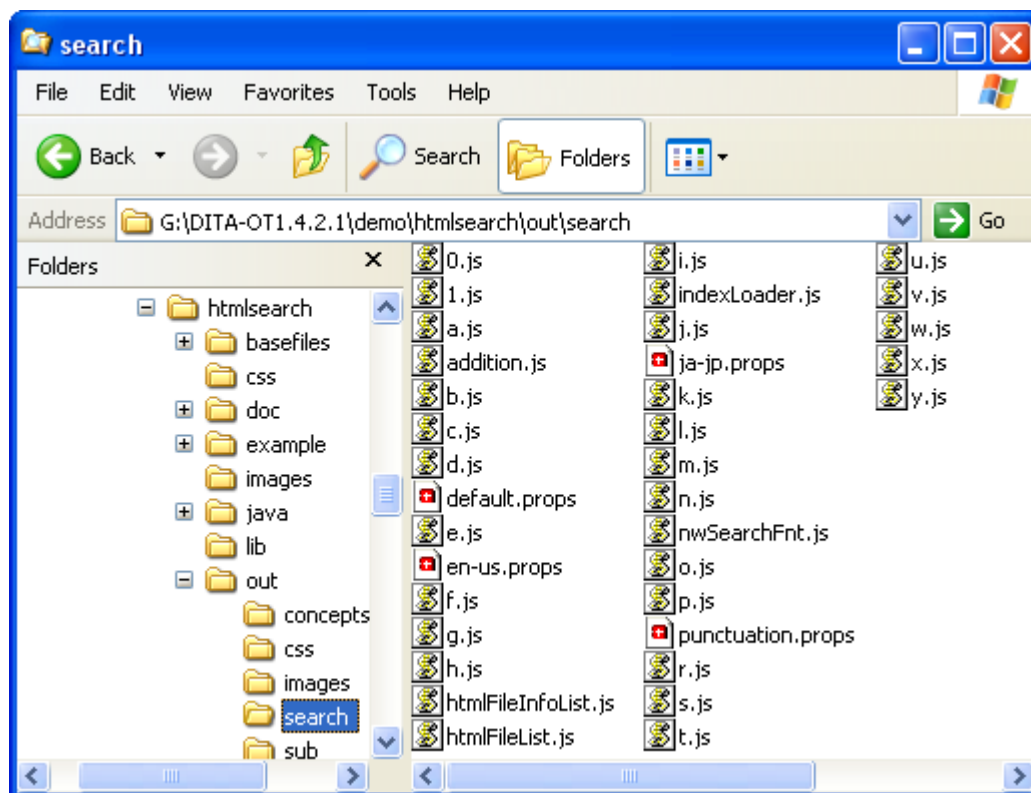 search
File Edit View Favorites Tools Help
Back Search Folders
Address G:\DITA-OT1.4.2.1\demo\htmlsearch\out\search Go
Folders
htmlsearch
basefiles
css
doc
example
images
java
lib
out
concepts
css
images
search
sub
0.js
1.js
a.js
addition.js
b.js
c.js
d.js
default.props
e.js
en-us.props
f.js
g.js
h.js
htmlFileInfoList.js
htmlFileList.js
i.js
indexLoader.js
j.js
ja-jp.props
k.js
l.js
m.js
n.js
nwSearchFnt.js
o.js
p.js
punctuation.props
r.js
s.js
t.js
u.js
v.js
w.js
x.js
y.js